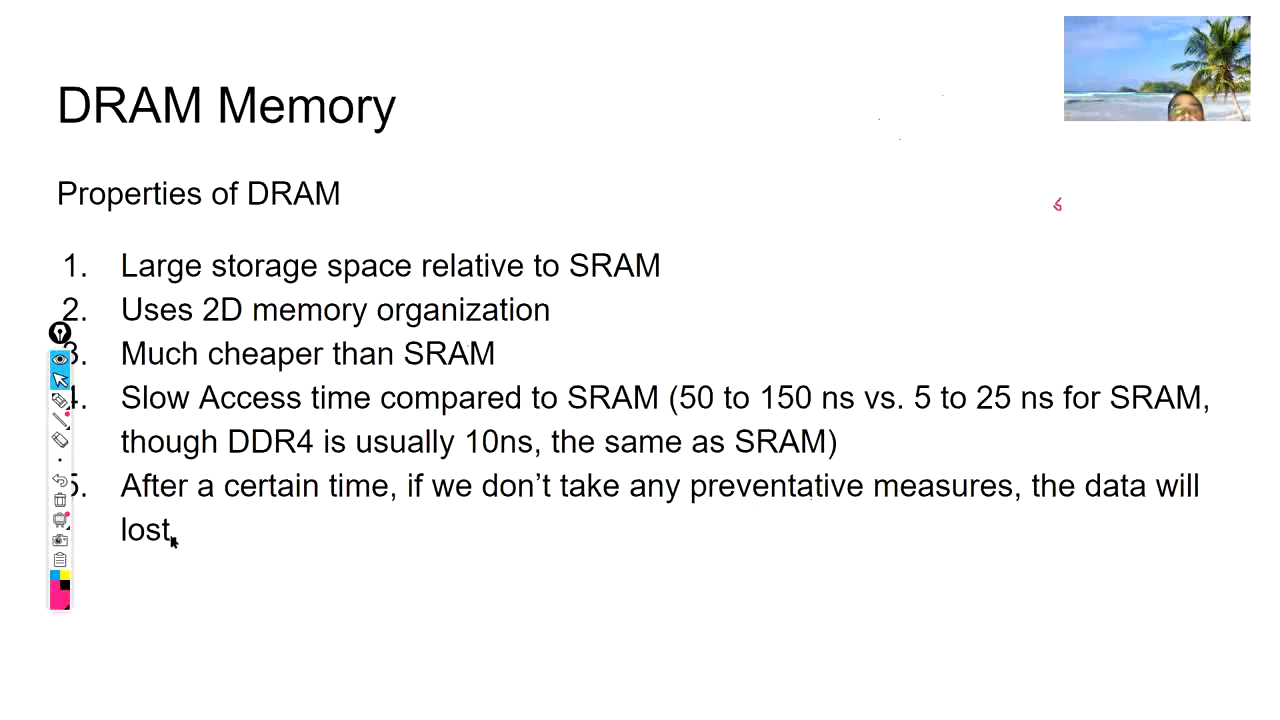 DRAM Memory
Properties of DRAM
1. Large storage space relative to SRAM
2. Uses 2D memory organization
3. Much cheaper than SRAM
4. Slow Access time compared to SRAM (50 to 150 ns vs. 5 to 25 ns for SRAM,
though DDR4 is usually 10ns, the same as SRAM)
5. After a certain time, if we don’t take any preventative measures, the data will
lost.